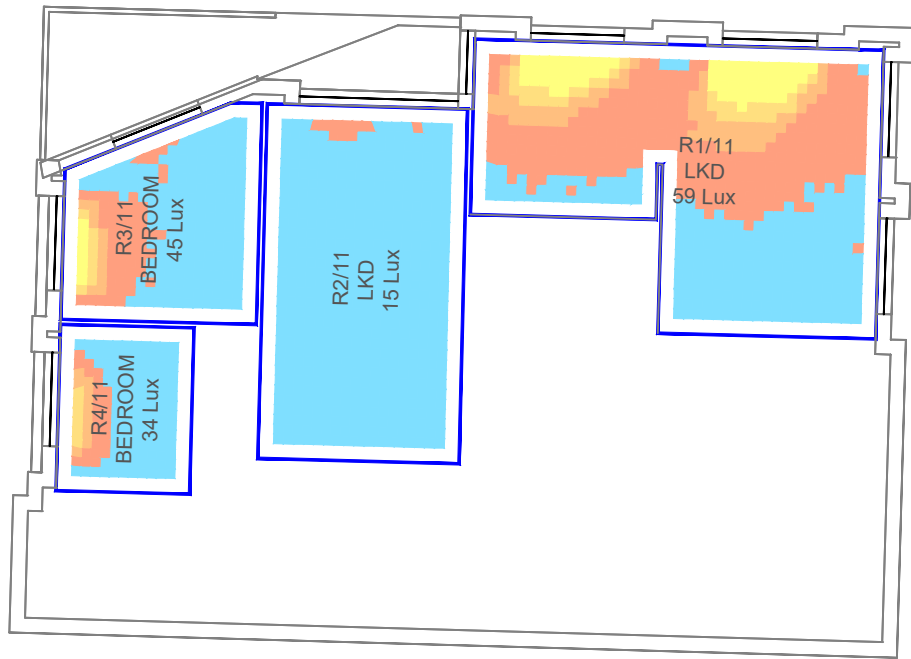 R1/11
LKD
59 Lux
R3/11
BEDROOM
45 Lux
R2/11
LKD
15 Lux
R4/11
BEDROOM
34 Lux